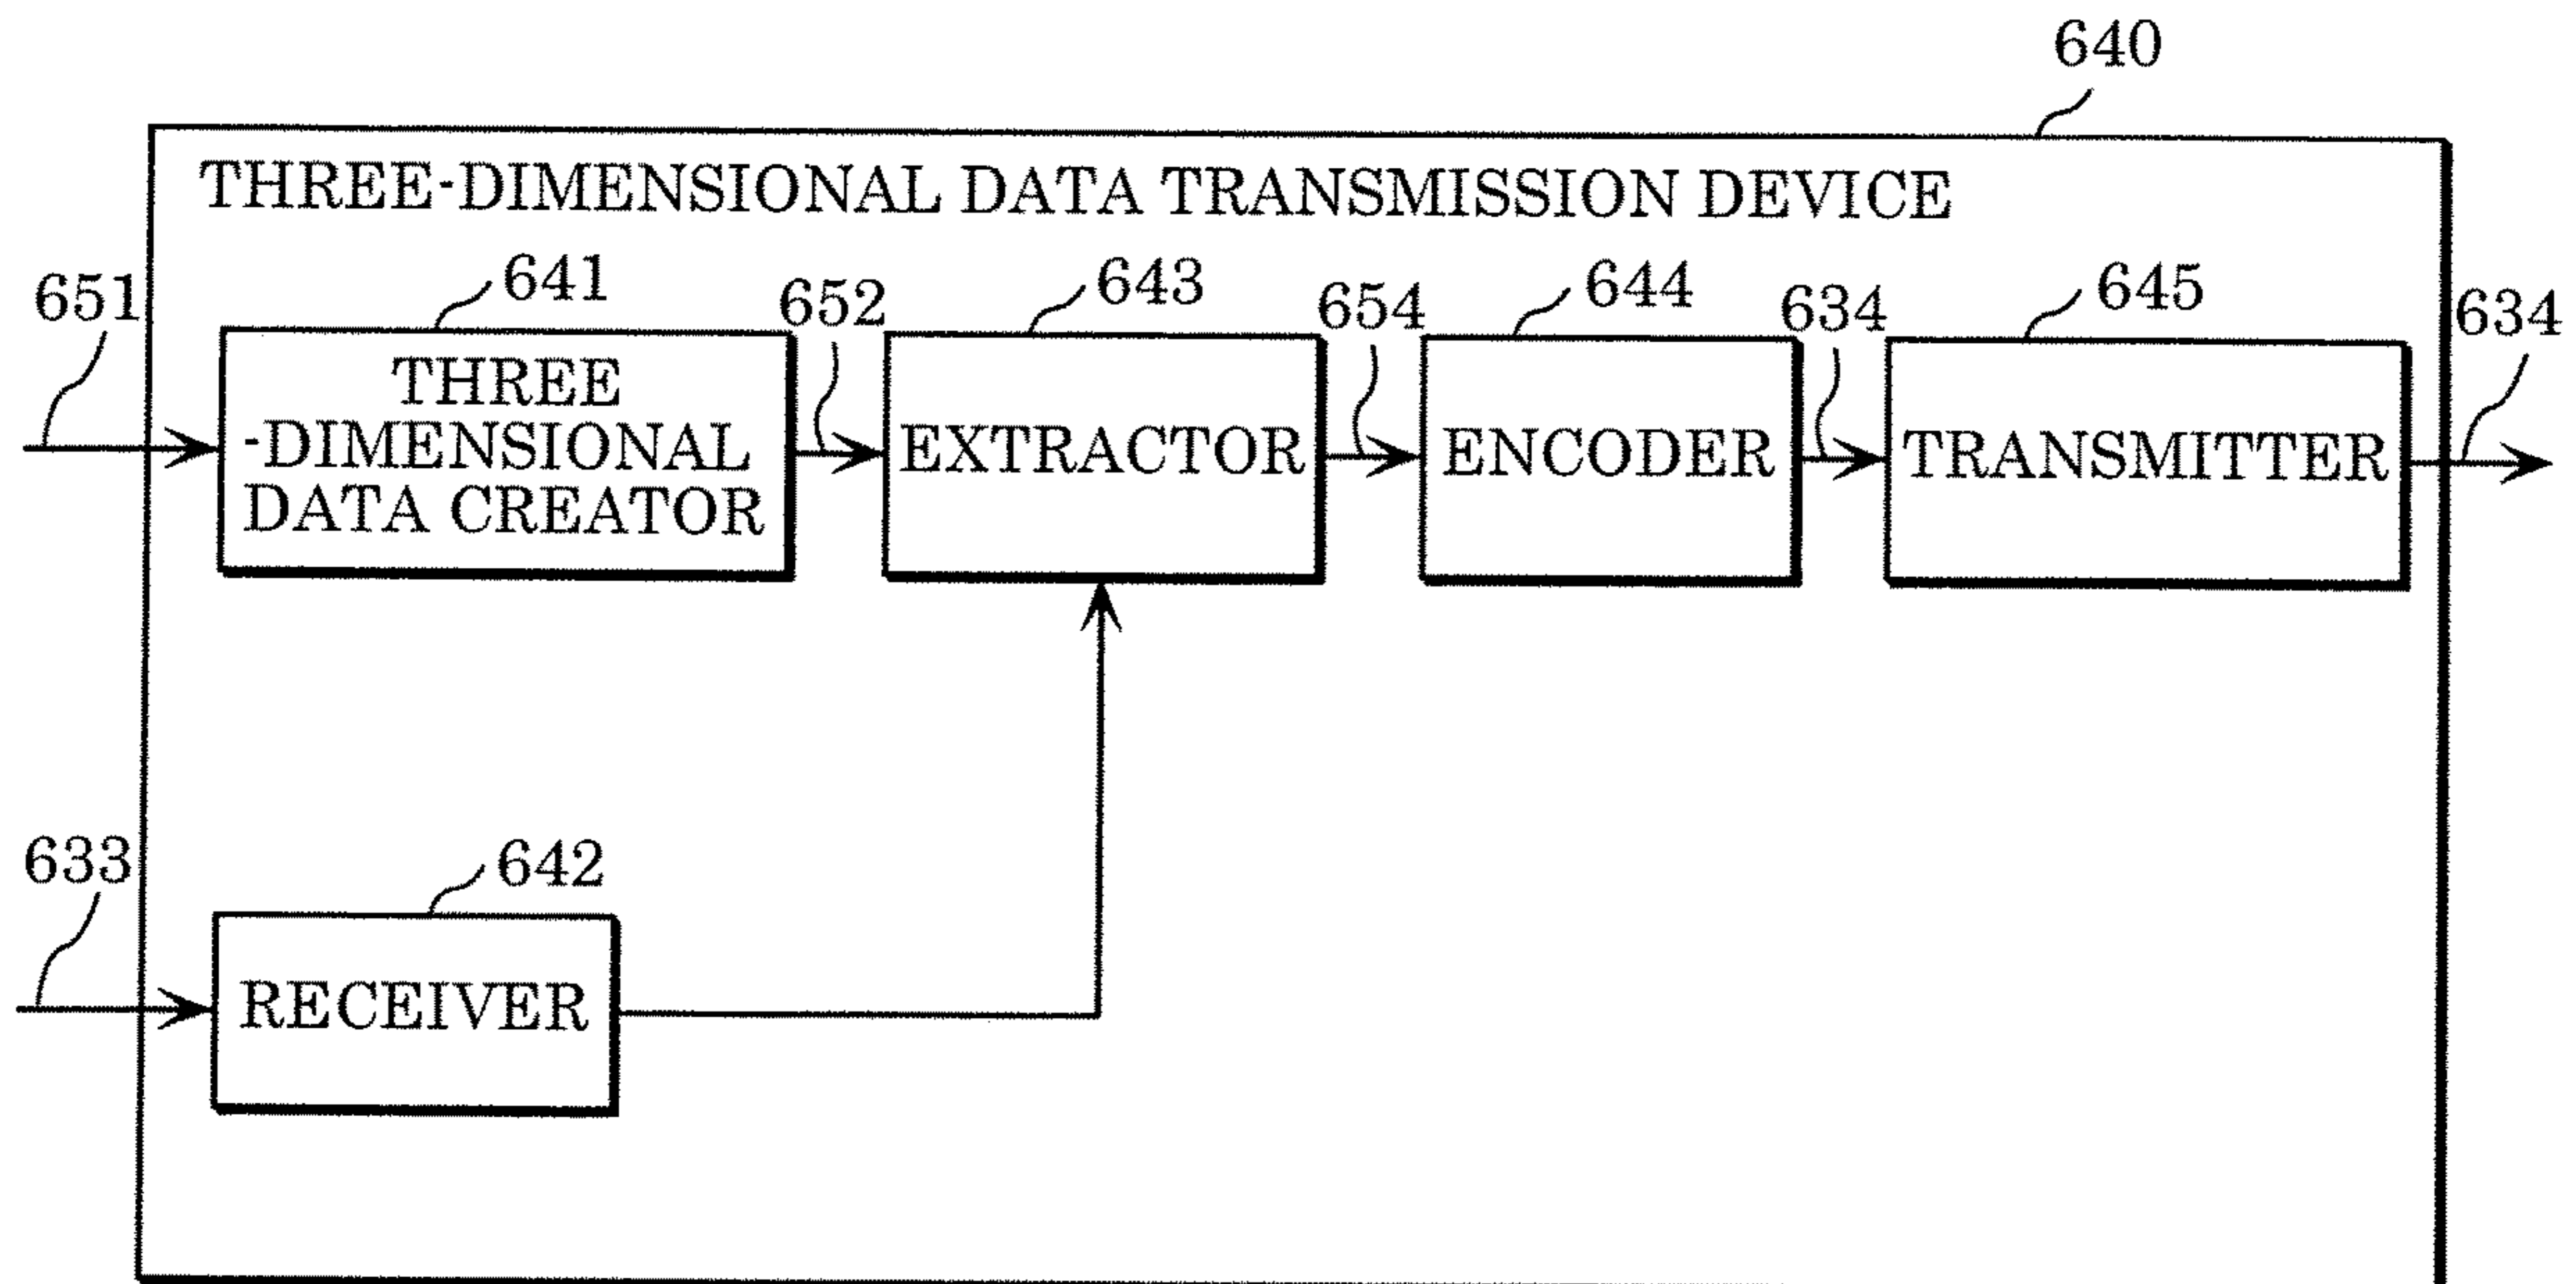 640
THREE-DIMENSIONAL DATA TRANSMISSION DEVICE
651
641
652
643
654
644
634
645
634
THREE
-DIMENSIONAL
DATA CREATOR
EXTRACTOR
ENCODER
TRANSMITTER
633
642
RECEIVER